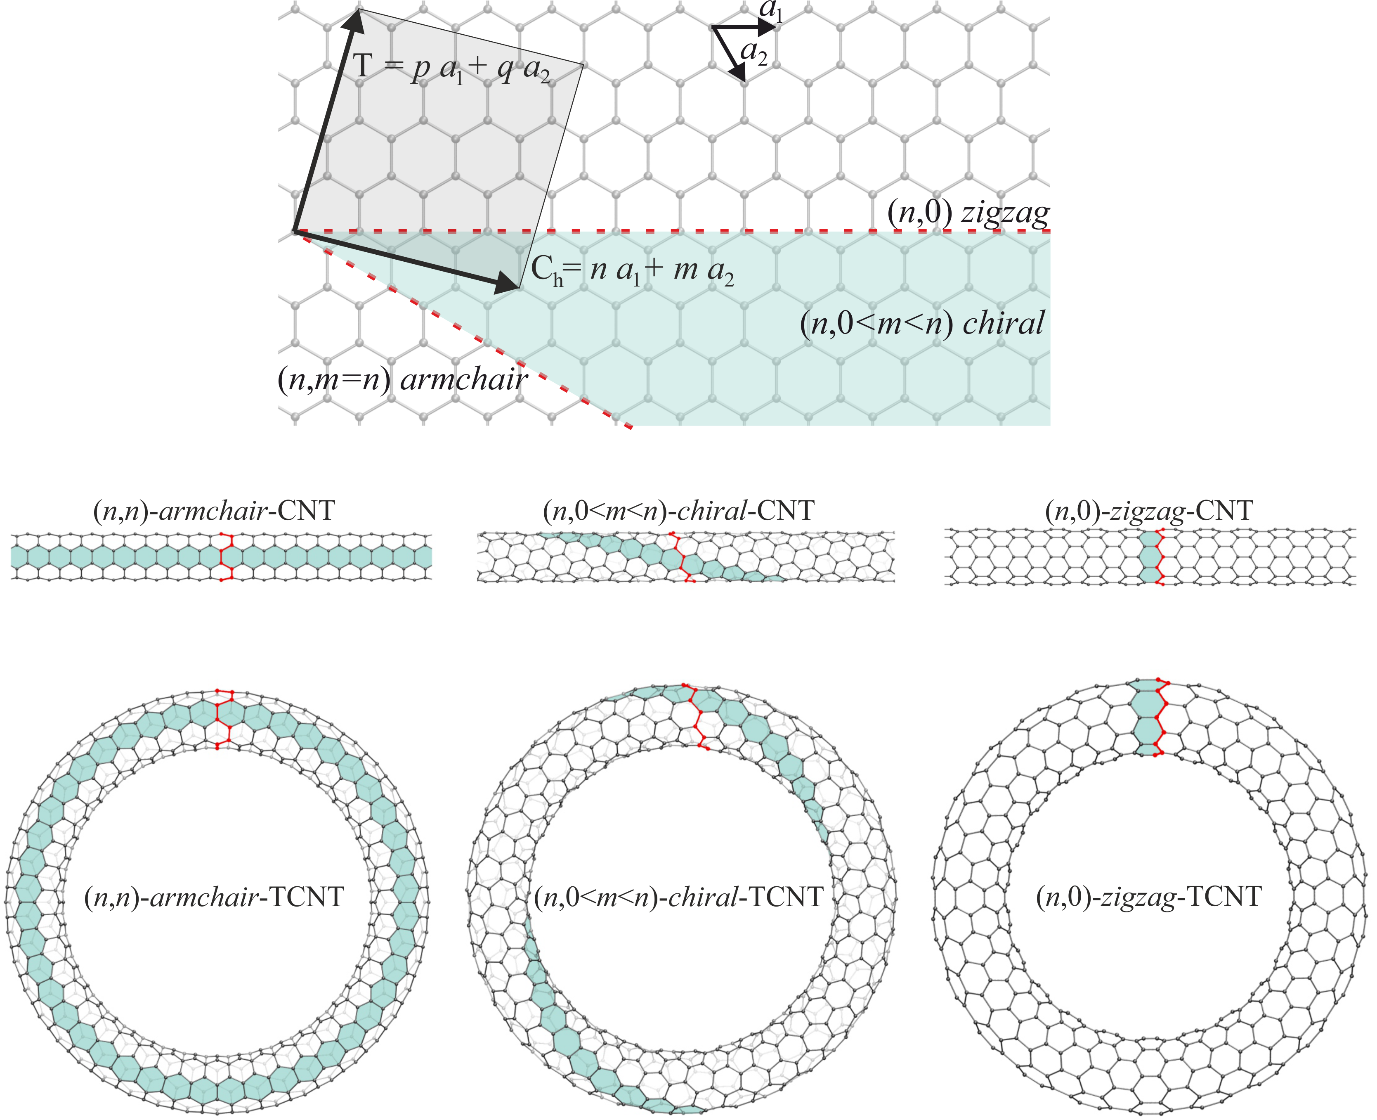 a1
a2
T = p a1 + q a2
(n,0) zigzag
Ch= n a1 + m a2
(n,0<m<n) chiral
(n,m=n) armchair
(n,n)-armchair-CNT
(n,0<m<n)-chiral-CNT
(n,0)-zigzag-CNT
(n,n)-armchair-TCNT
(n,0<m<n)-chiral-TCNT
(n,0)-zigzag-TCNT